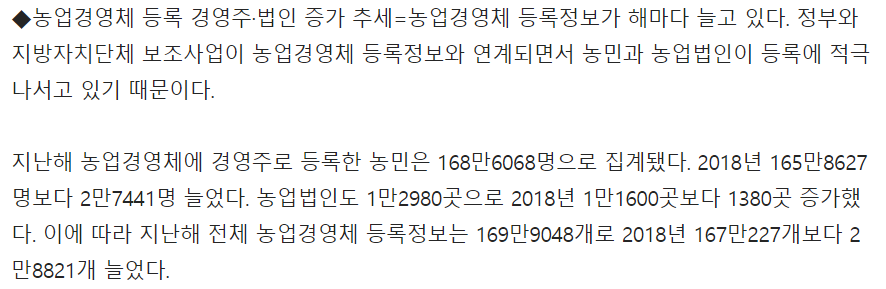 ◆농업경영체 등록 경영주·법인 증가 추세=농업경영체 등록정보가 해마다 늘고 있다. 정부와
지방자치단체 보조사업이 농업경영체 등록정보와 연계되면서 농민과 농업법인이 등록에 적극
나서고 있기 때문이다.
지난해 농업경영체에 경영주로 등록한 농민은 168만6068명으로 집계됐다. 2018년 165만8627
명보다 2만7441명 늘었다. 농업법인도 1만2980곳으로 2018년 1만1600곳보다 1380곳 증가했
다. 이에 따라 지난해 전체 농업경영체 등록정보는 169만9048개로 2018년 167만227개보다 2
만8821개 늘었다.